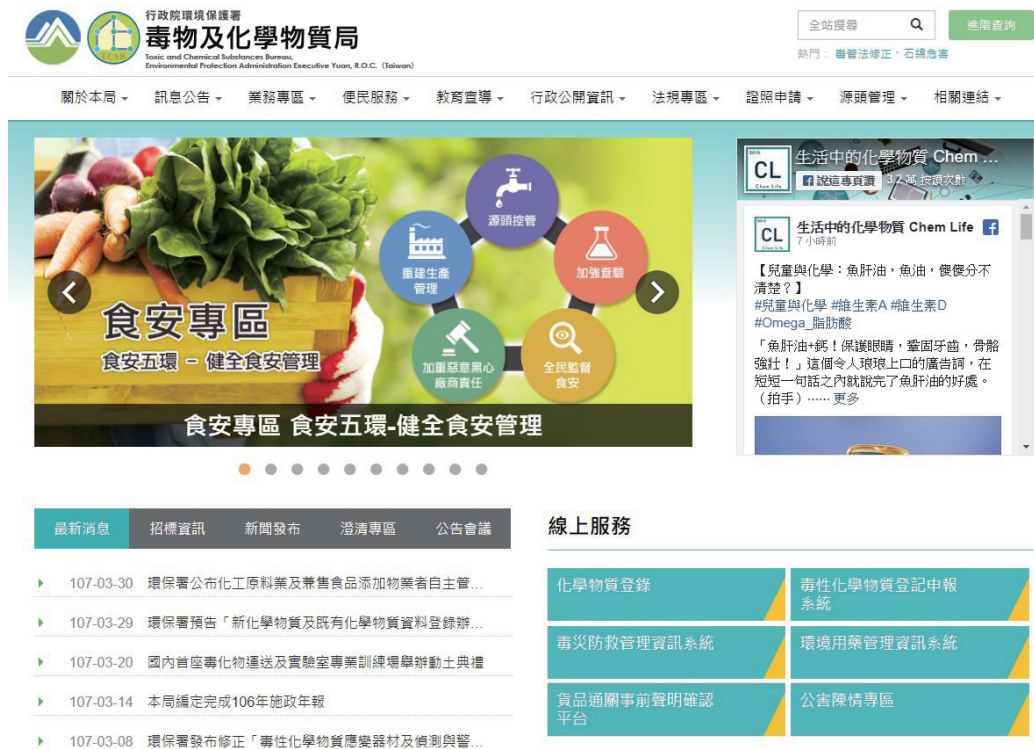 行政院環境保護署
毒物及化學物質局
Toxic and Chemical Substances Bureau,
Environmental Protection Administration Executive Yuan, R.O.C. (Taiwan)
TCSB
全站搜尋
進階查詢
熱門： 毒管法修正、石綿危害
關於本局
訊息公告
業務專區
便民服務
教育宣導
行政公開資訊
法規專區
證照申請
源頭管理
相關連結
源頭控管
重建生產
管理
加強查驗
加重惡意黑心
廠商責任
全民監督
食安
食安專區
食安五環 - 健全食安管理
食安專區 食安五環-健全食安管理
CL
Chem Life
生活中的化學物質 Chem ...
說這專頁讚
3.2 萬 按讚次數
CL
Chem Life
生活中的化學物質 Chem Life
7 小時前
【兒童與化學：魚肝油，魚油，傻傻分不
清楚？】
#兒童與化學 #維生素A #維生素D
#Omega_脂肪酸
「魚肝油+鈣！保護眼睛，鞏固牙齒，骨骼
強壯！」這個令人琅琅上口的廣告詞，在
短短一句話之內就說完了魚肝油的好處。
（拍手）…… 更多
最新消息
招標資訊
新聞發布
澄清專區
公告會議
107-03-30 環保署公布化工原料業及兼售食品添加物業者自主管...
107-03-29 環保署預告「新化學物質及既有化學物質資料登錄辦...
107-03-20 國內首座毒化物運送及實驗室專業訓練場舉辦動土典禮
107-03-14 本局編定完成106年施政年報
107-03-08 環保署發布修正「毒性化學物質應變器材及偵測與警...
線上服務
化學物質登錄
毒性化學物質登記申報
系統
毒災防救管理資訊系統
環境用藥管理資訊系統
貨品通關事前聲明確認
平台
公害陳情專區